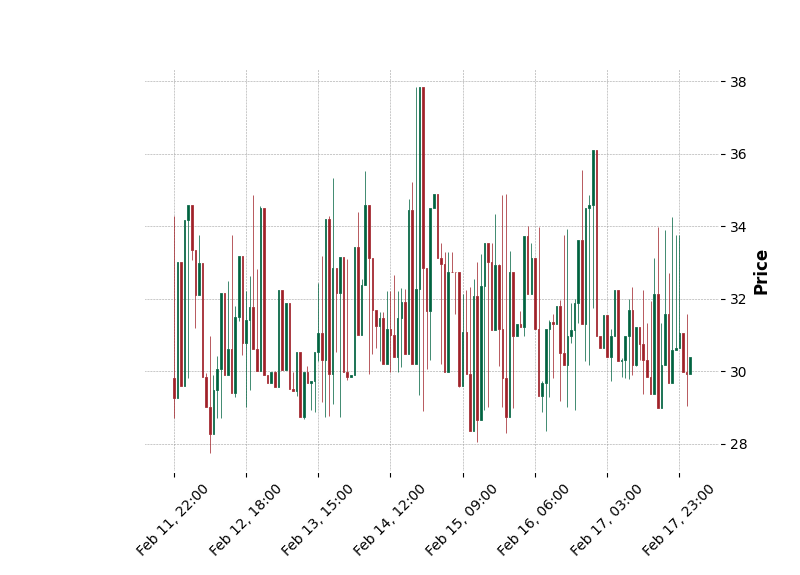 38
36
34
32
30
28
Price
Feb 11, 22:00
Feb 12, 18:00
Feb 13, 15:00
Feb 14, 12:00
Feb 15, 09:00
Feb 16, 06:00
Feb 17, 03:00
Feb 17, 23:00